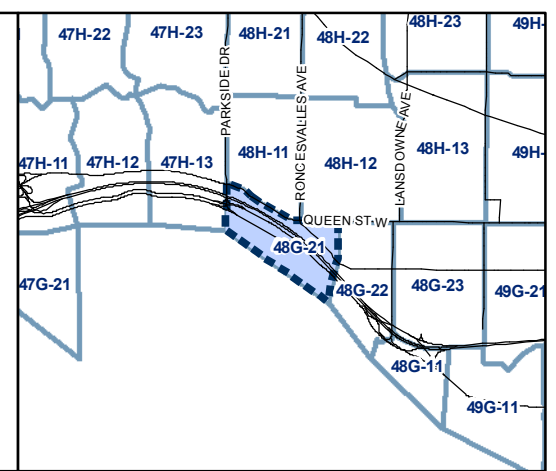 47H-22
47H-23
48H-21
48H-22
48H-23
49H-
PARKSIDE DR
RONCESVALLES AVE
LANSDOWNE AVE
47H-11
47H-12
47H-13
48H-11
48H-12
48H-13
49H-
QUEEN ST W
47G-21
48G-21
48G-22
48G-23
49G-21
48G-11
49G-11